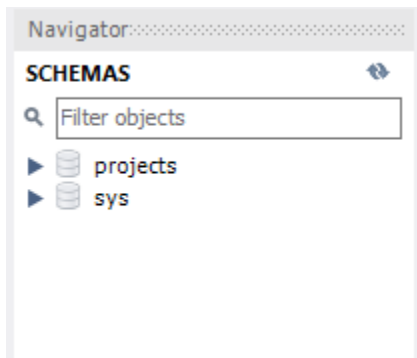 Navigator
SCHEMAS
Filter objects
projects
sys